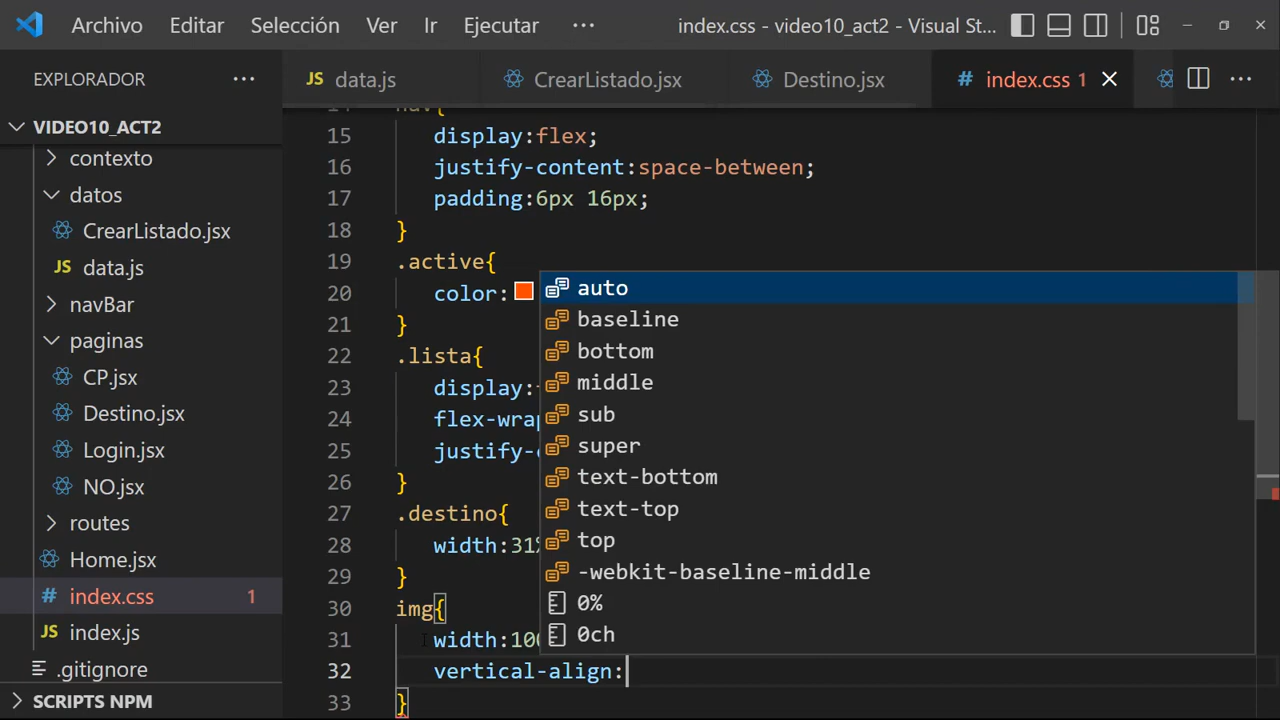 Archivo Editar Selección Ver Ir Ejecutar ··· index.css - video10_act2 - Visual St...
EXPLORADOR ···
JS data.js CrearListado.jsx Destino.jsx # index.css 1 ···
VIDEO10_ACT2
contexto
datos
CrearListado.jsx
JS data.js
navBar
paginas
CP.jsx
Destino.jsx
Login.jsx
NO.jsx
routes
Home.jsx
# index.css 1
JS index.js
.gitignore
SCRIPTS NPM
14 nav{
15 display:flex;
16 justify-content:space-between;
17 padding:6px 16px;
18 }
19 .active{
20 color:
21 }
22 .lista{
23 display:
24 flex-wrap
25 justify-c
26 }
27 .destino{
28 width:31%
29 }
30 img{
31 width:100
32 vertical-align:
33 }
auto
baseline
bottom
middle
sub
super
text-bottom
text-top
top
-webkit-baseline-middle
0%
0ch